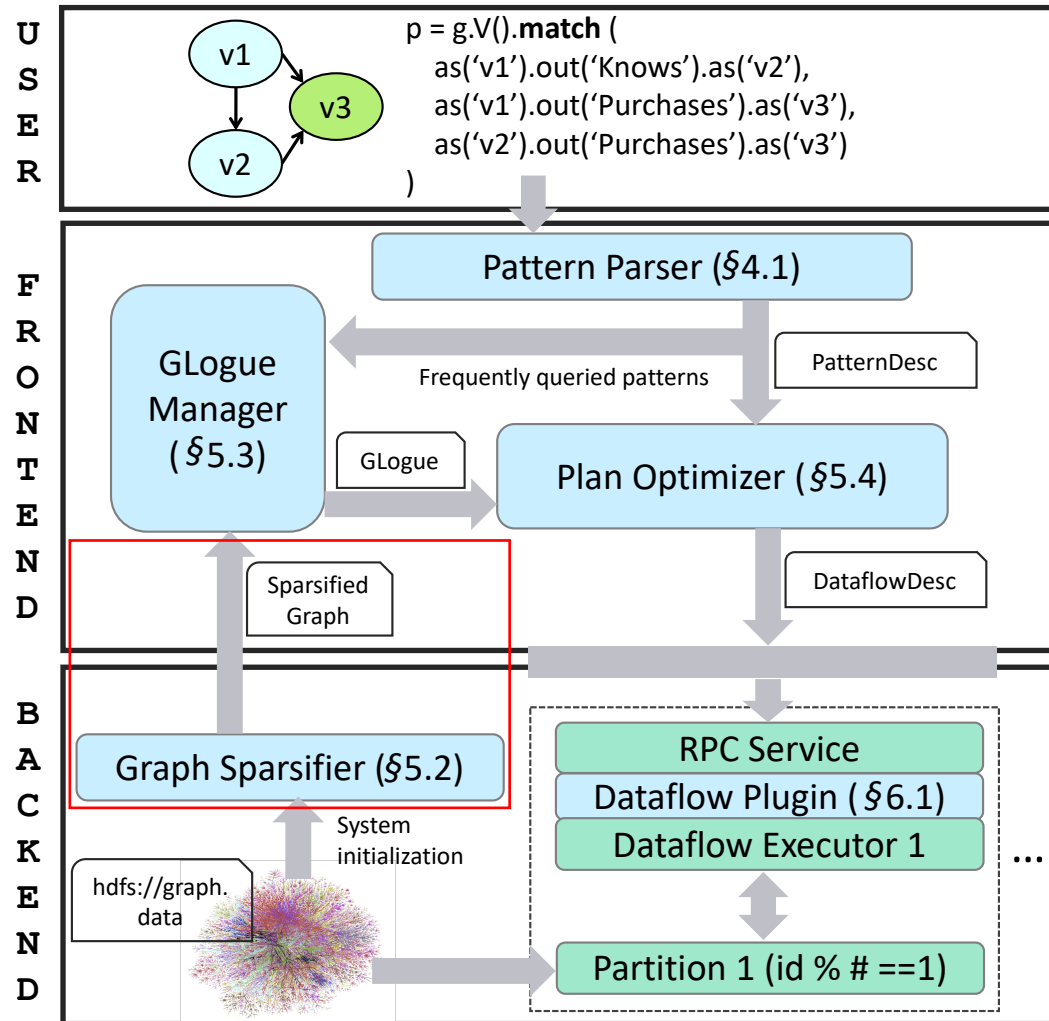 USER
v1
v2
v3
p = g.V().match (
as(‘v1’).out(‘Knows’).as(‘v2’),
as(‘v1’).out(‘Purchases’).as(‘v3’),
as(‘v2’).out(‘Purchases’).as(‘v3’)
)
FRONTEND
Pattern Parser (§4.1)
GLogue
Manager
(§5.3)
Frequently queried patterns
PatternDesc
GLogue
Plan Optimizer (§5.4)
Sparsified
Graph
DataflowDesc
BACKEND
Graph Sparsifier (§5.2)
System
initialization
hdfs://graph.
data
RPC Service
Dataflow Plugin (§6.1)
Dataflow Executor 1
...
Partition 1 (id % # ==1)